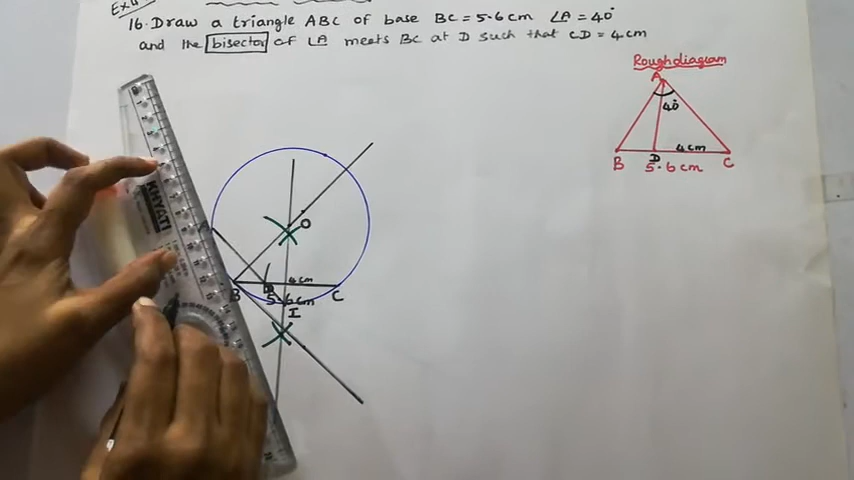 16. Draw a triangle ABC of base BC = 5.6 cm ∠A = 40°
and the bisector of ∠A meets BC at D such that CD = 4 cm
Rough diagram
A
40°
4 cm
B D C
5.6 cm
KHYATI
A
O
4 cm
B D C
5.6 cm
I